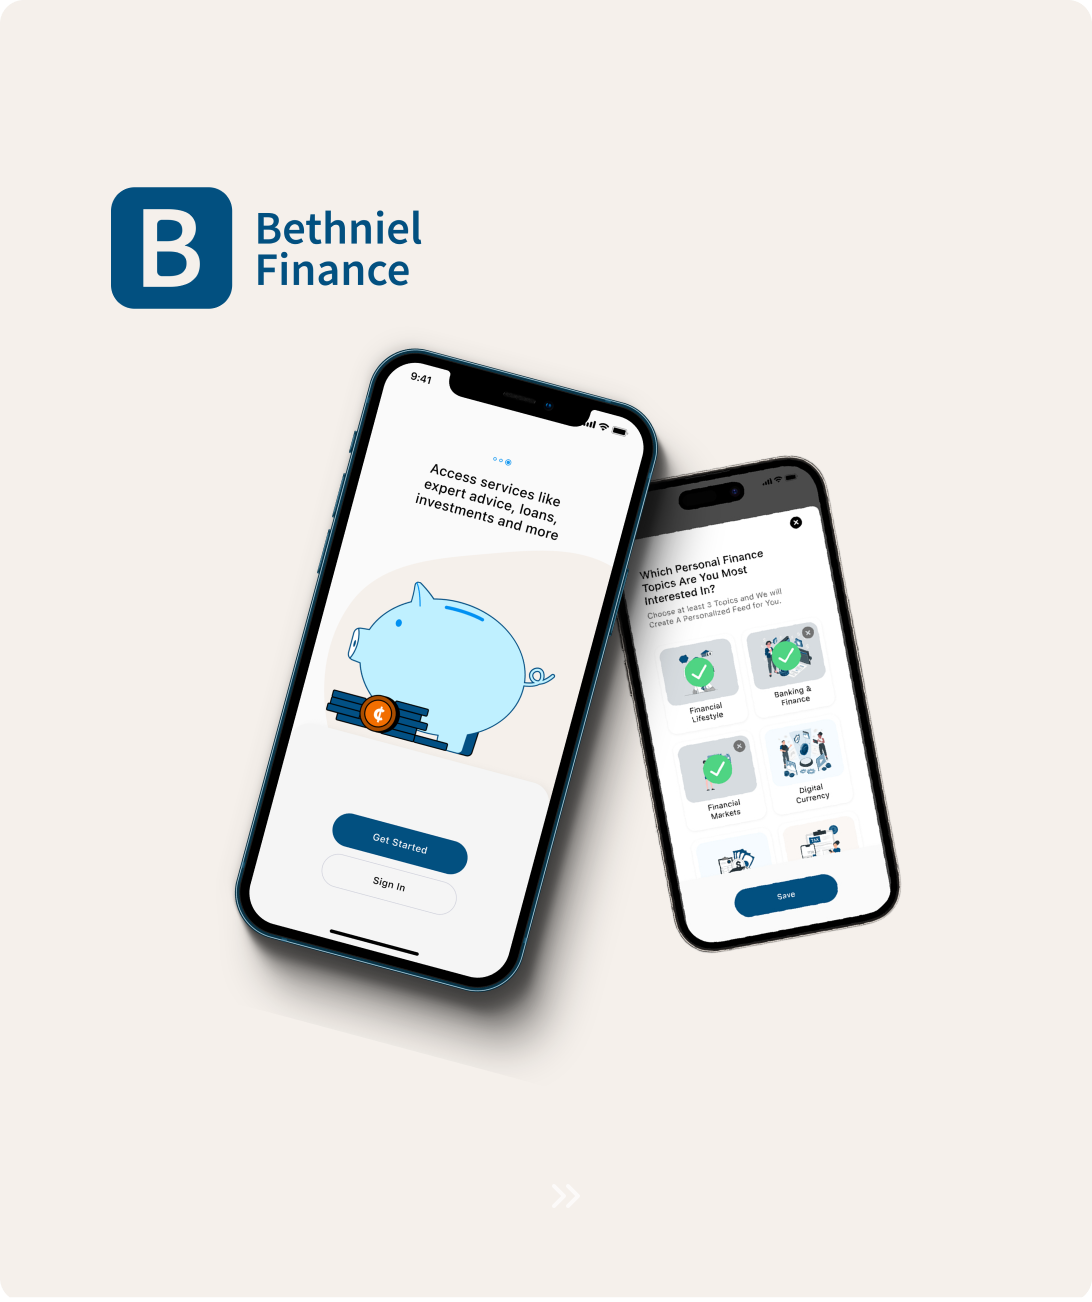 B
Bethniel
Finance
9:41
Access services like
expert advice, loans,
investments and more
¢
Get Started
Sign In
Which Personal Finance
Topics Are You Most
Interested In?
Choose at least 3 Topics and We will
Create A Personalized Feed for You.
Financial
Lifestyle
Banking &
Finance
Financial
Markets
Digital
Currency
Save